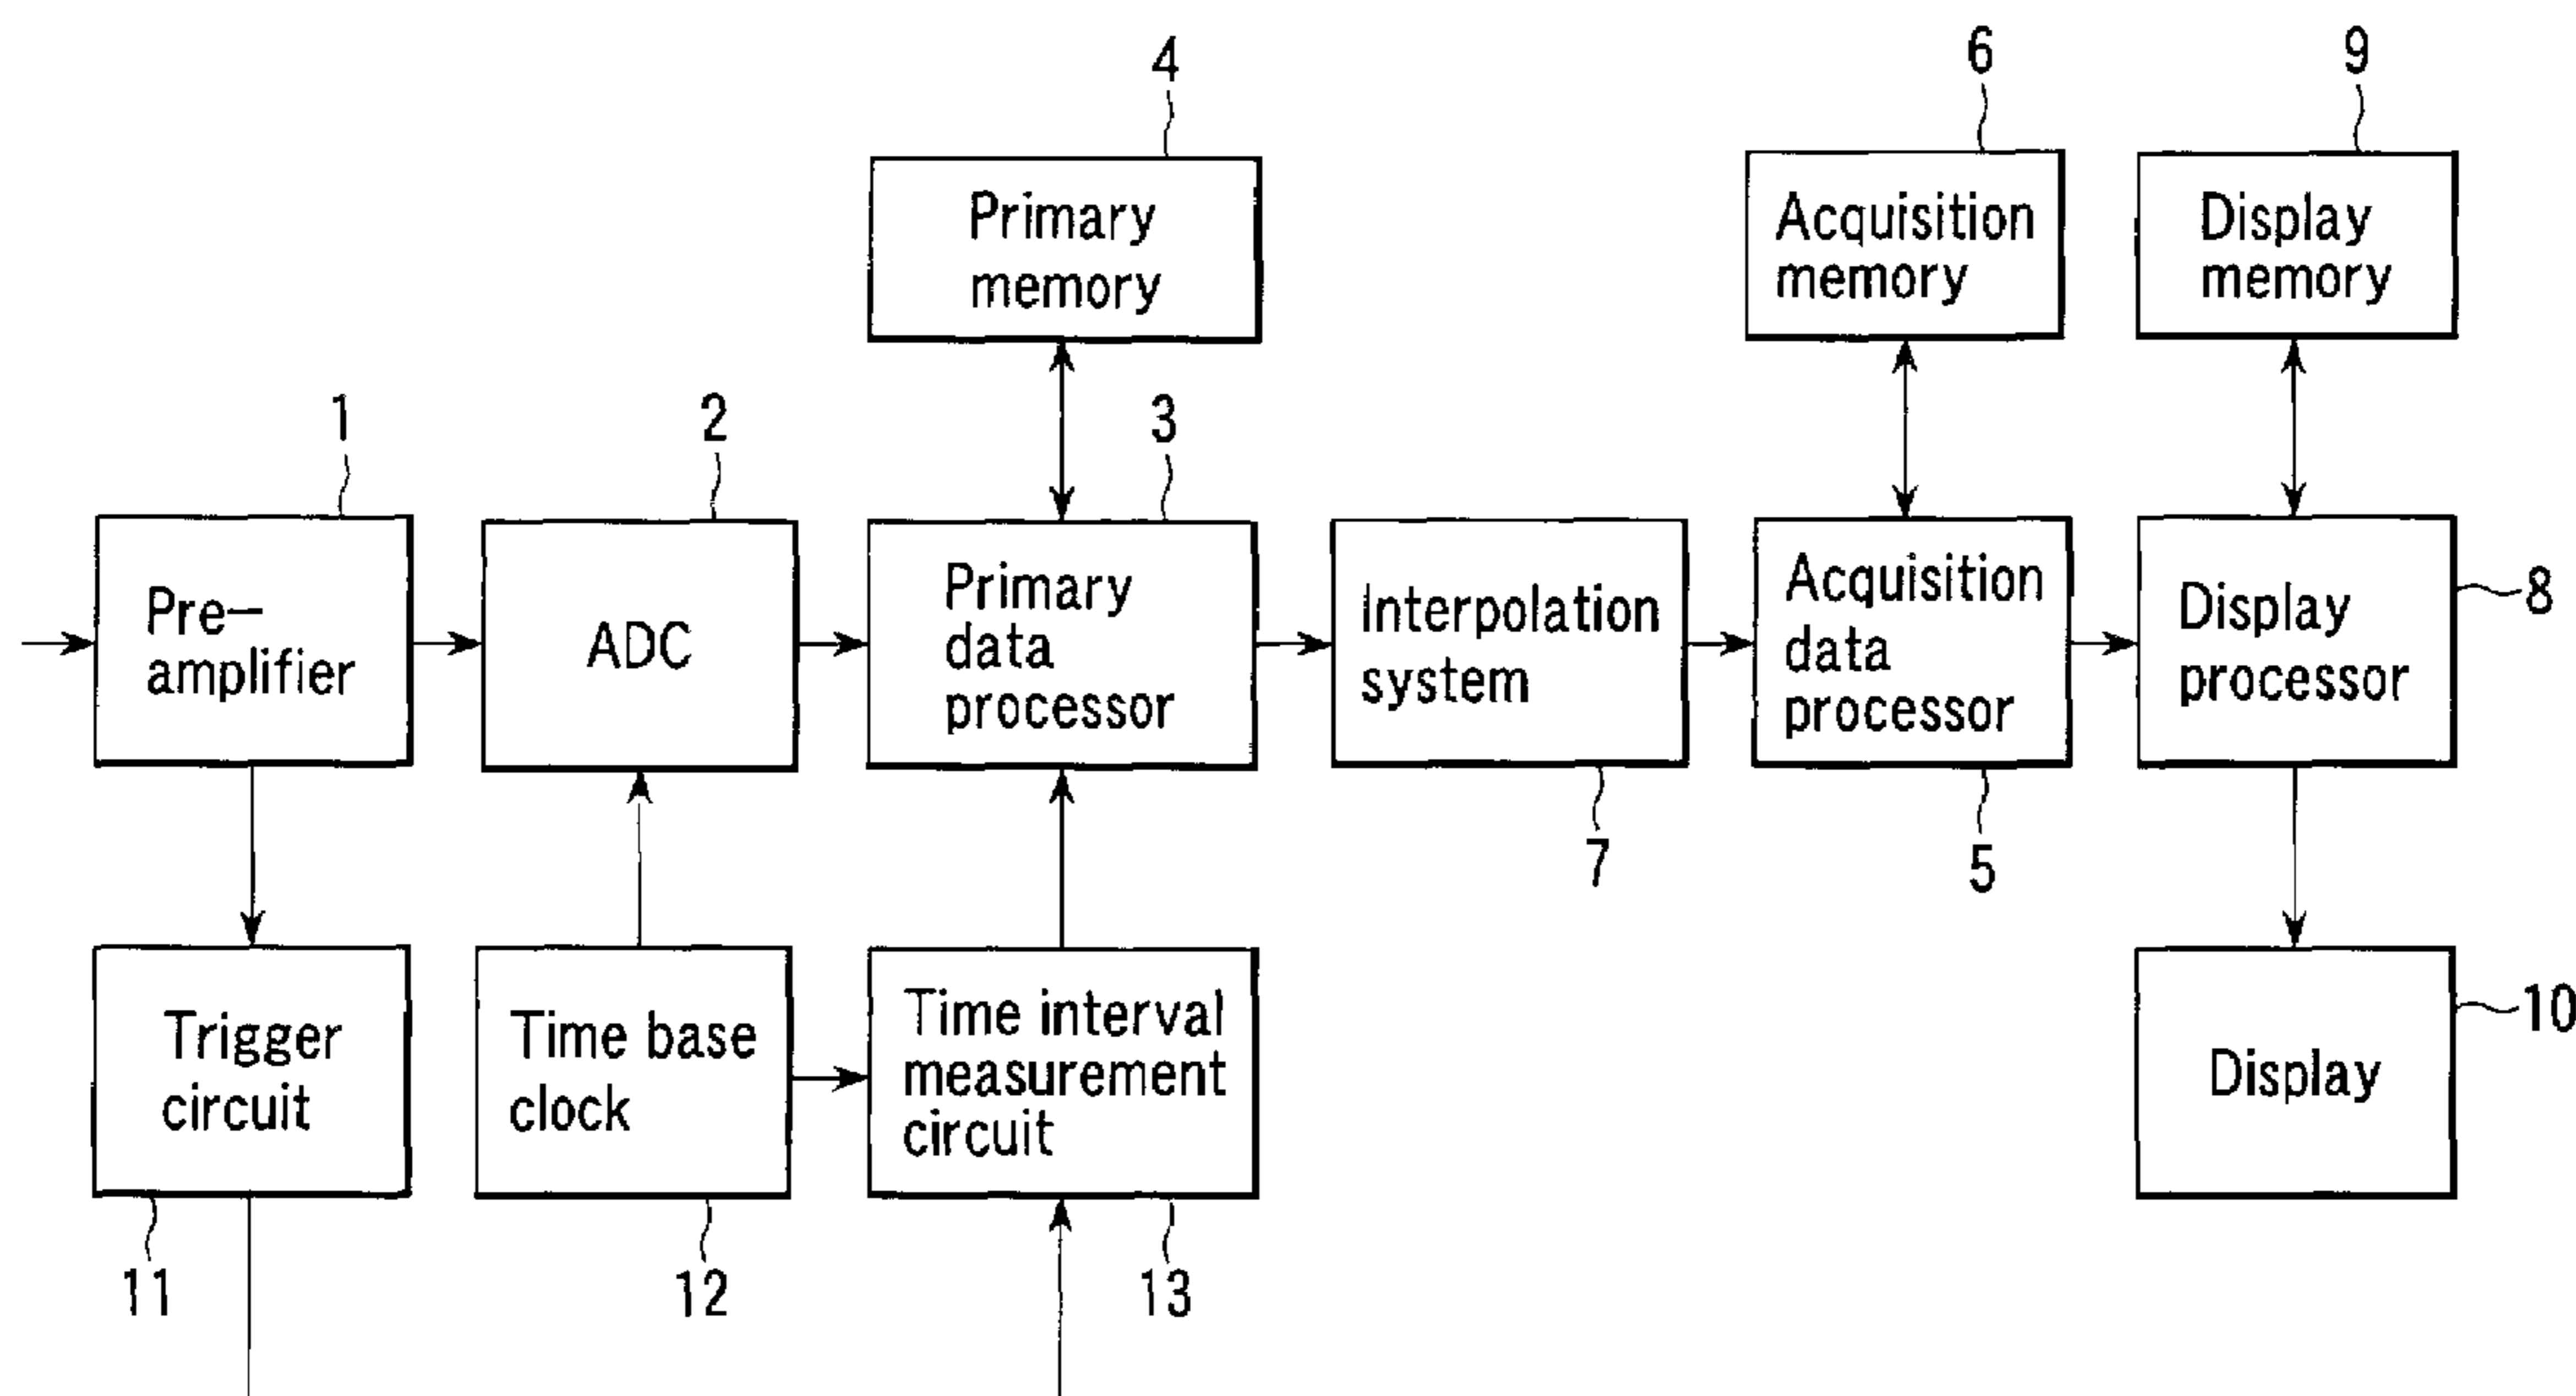 4
6
9
Primary
memory
Acquisition
memory
Display
memory
1
2
3
Pre-
amplifier
ADC
Primary
data
processor
Interpolation
system
Acquisition
data
processor
Display
processor
8
7
5
Trigger
circuit
Time base
clock
Time interval
measurement
circuit
Display
10
11
12
13